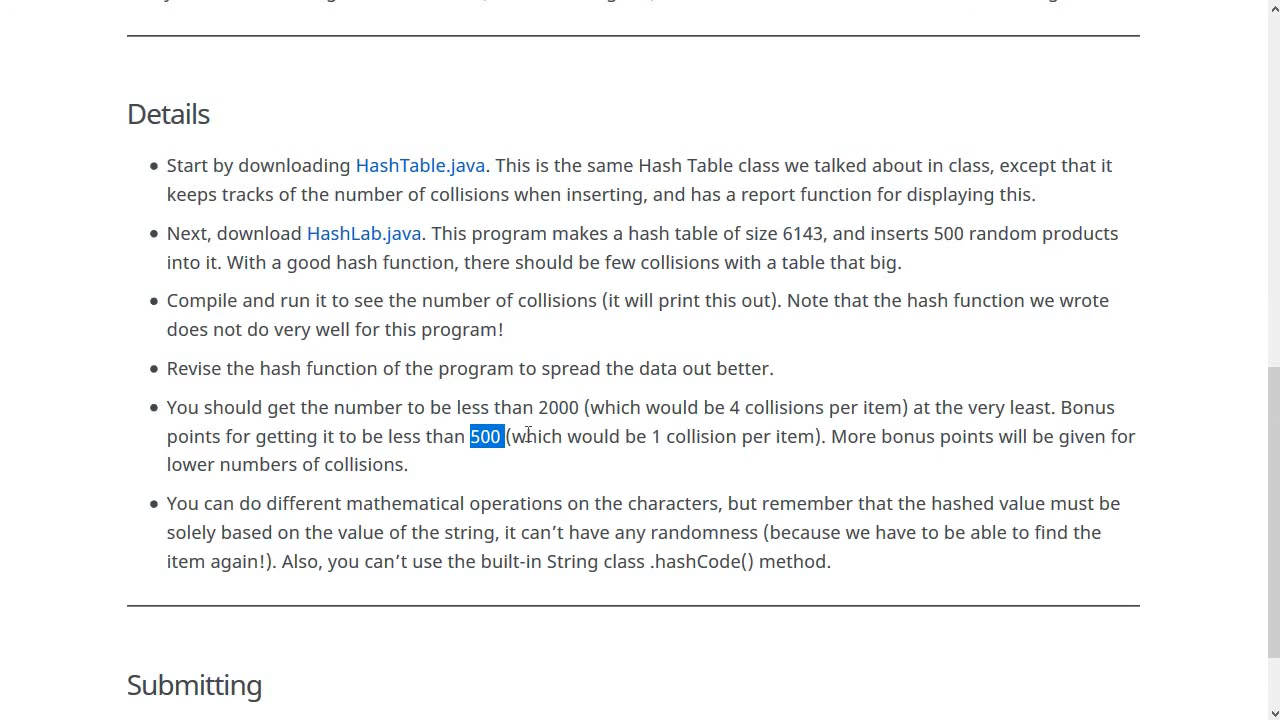 Details
Start by downloading HashTable.java. This is the same Hash Table class we talked about in class, except that it
keeps tracks of the number of collisions when inserting, and has a report function for displaying this.
Next, download HashLab.java. This program makes a hash table of size 6143, and inserts 500 random products
into it. With a good hash function, there should be few collisions with a table that big.
Compile and run it to see the number of collisions (it will print this out). Note that the hash function we wrote
does not do very well for this program!
Revise the hash function of the program to spread the data out better.
You should get the number to be less than 2000 (which would be 4 collisions per item) at the very least. Bonus
points for getting it to be less than 500 (which would be 1 collision per item). More bonus points will be given for
lower numbers of collisions.
You can do different mathematical operations on the characters, but remember that the hashed value must be
solely based on the value of the string, it can’t have any randomness (because we have to be able to find the
item again!). Also, you can’t use the built-in String class .hashCode() method.
Submitting